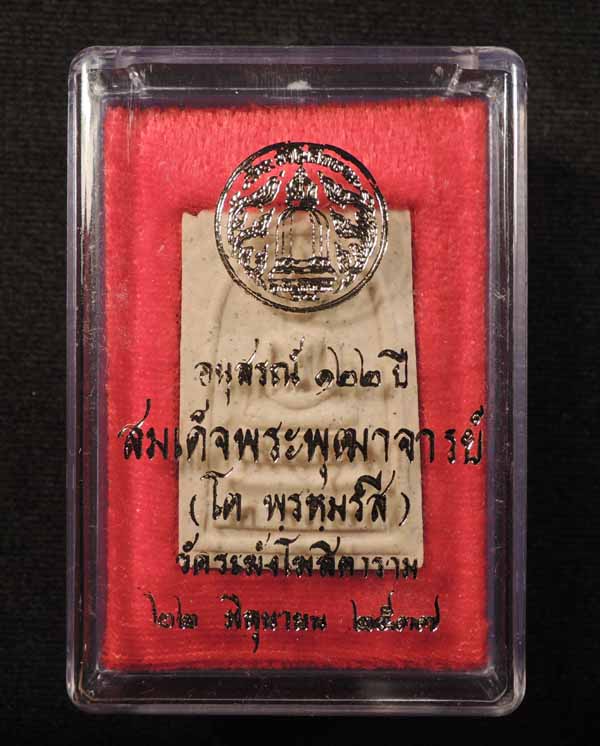 อนุสรณ์ ๑๒๒ ปี
สมเด็จพระพุฒาจารย์
(โต พฺรหฺมรํสี)
วัดระฆังโฆสิตาราม
๒๒ มิถุนายน ๒๕๓๗